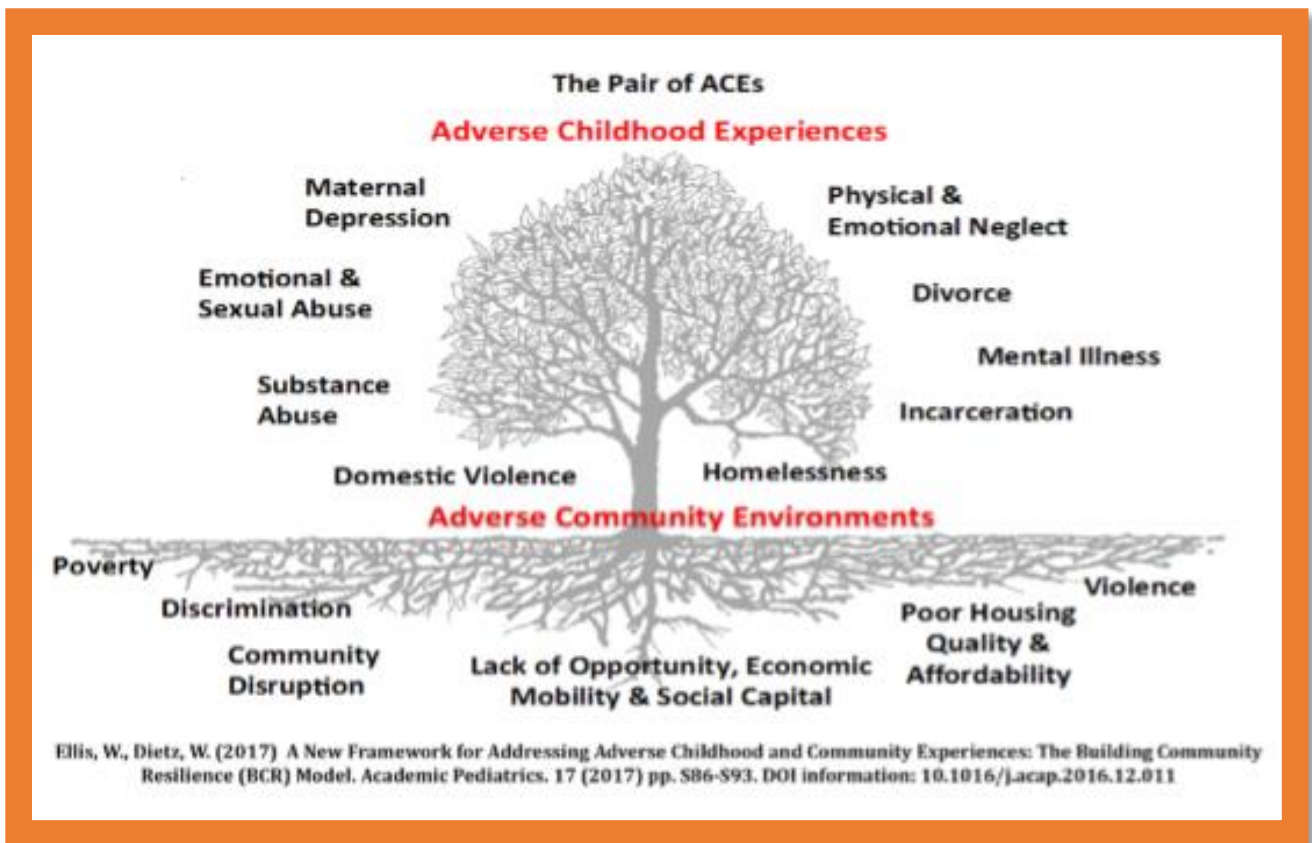 The Pair of ACEs
Adverse Childhood Experiences
Maternal
Depression
Physical &
Emotional Neglect
Emotional &
Sexual Abuse
Divorce
Mental Illness
Substance
Abuse
Incarceration
Domestic Violence
Homelessness
Adverse Community Environments
Poverty
Violence
Discrimination
Poor Housing
Quality &
Affordability
Community
Disruption
Lack of Opportunity, Economic
Mobility & Social Capital
Ellis, W., Dietz, W. (2017) A New Framework for Addressing Adverse Childhood and Community Experiences: The Building Community
Resilience (BCR) Model. Academic Pediatrics. 17 (2017) pp. S86-S93. DOI information: 10.1016/j.acap.2016.12.011